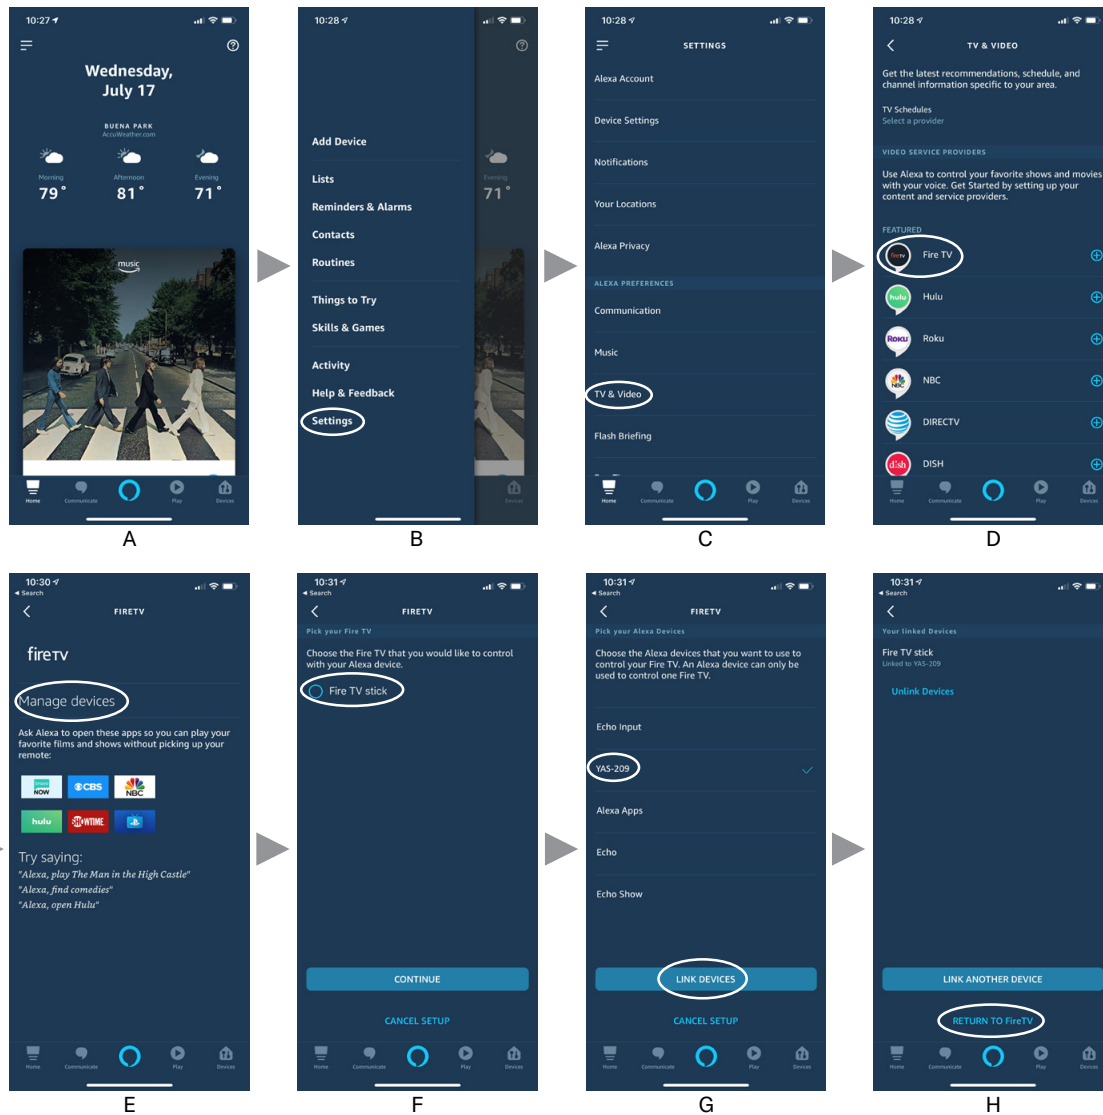 10:27
Wednesday,
July 17
BUENA PARK
AccuWeather.com
Morning
Afternoon
Evening
79°
81°
71°
music
Home
Communicate
Play
Devices
A
10:28
Add Device
Lists
Reminders & Alarms
Contacts
Routines
Things to Try
Skills & Games
Activity
Help & Feedback
Settings
Evening
71°
Devices
B
10:28
SETTINGS
Alexa Account
Device Settings
Notifications
Your Locations
Alexa Privacy
ALEXA PREFERENCES
Communication
Music
TV & Video
Flash Briefing
Home
Communicate
Play
Devices
C
10:28
TV & VIDEO
Get the latest recommendations, schedule, and
channel information specific to your area.
TV Schedules
Select a provider
VIDEO SERVICE PROVIDERS
Use Alexa to control your favorite shows and movies
with your voice. Get Started by setting up your
content and service providers.
FEATURED
fireTV
Fire TV
hulu
Hulu
ROKU
Roku
NBC
DIRECTV
dish
DISH
Home
Communicate
Play
Devices
D
10:30
Search
FIRETV
fireTV
Manage devices
Ask Alexa to open these apps so you can play your
favorite films and shows without picking up your
remote:
NOW
CBS
NBC
hulu
SHOWTIME
Try saying:
"Alexa, play The Man in the High Castle"
"Alexa, find comedies"
"Alexa, open Hulu"
Home
Communicate
Play
Devices
E
10:31
Search
FIRETV
Pick your Fire TV
Choose the Fire TV that you would like to control
with your Alexa device.
Fire TV stick
CONTINUE
CANCEL SETUP
Home
Communicate
Play
Devices
F
10:31
Search
FIRETV
Pick your Alexa Devices
Choose the Alexa devices that you want to use to
control your Fire TV. An Alexa device can only be
used to control one Fire TV.
Echo Input
YAS-209
Alexa Apps
Echo
Echo Show
LINK DEVICES
CANCEL SETUP
Home
Communicate
Play
Devices
G
10:31
Search
Your linked Devices
Fire TV stick
Linked to YAS-209
Unlink Devices
LINK ANOTHER DEVICE
RETURN TO FireTV
Home
Communicate
Play
Devices
H